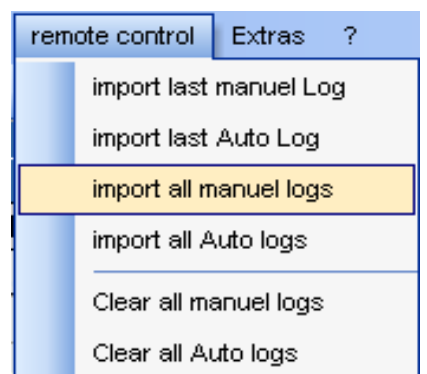 remote control Extras ?
import last manuel Log
import last Auto Log
import all manuel logs
import all Auto logs
Clear all manuel logs
Clear all Auto logs